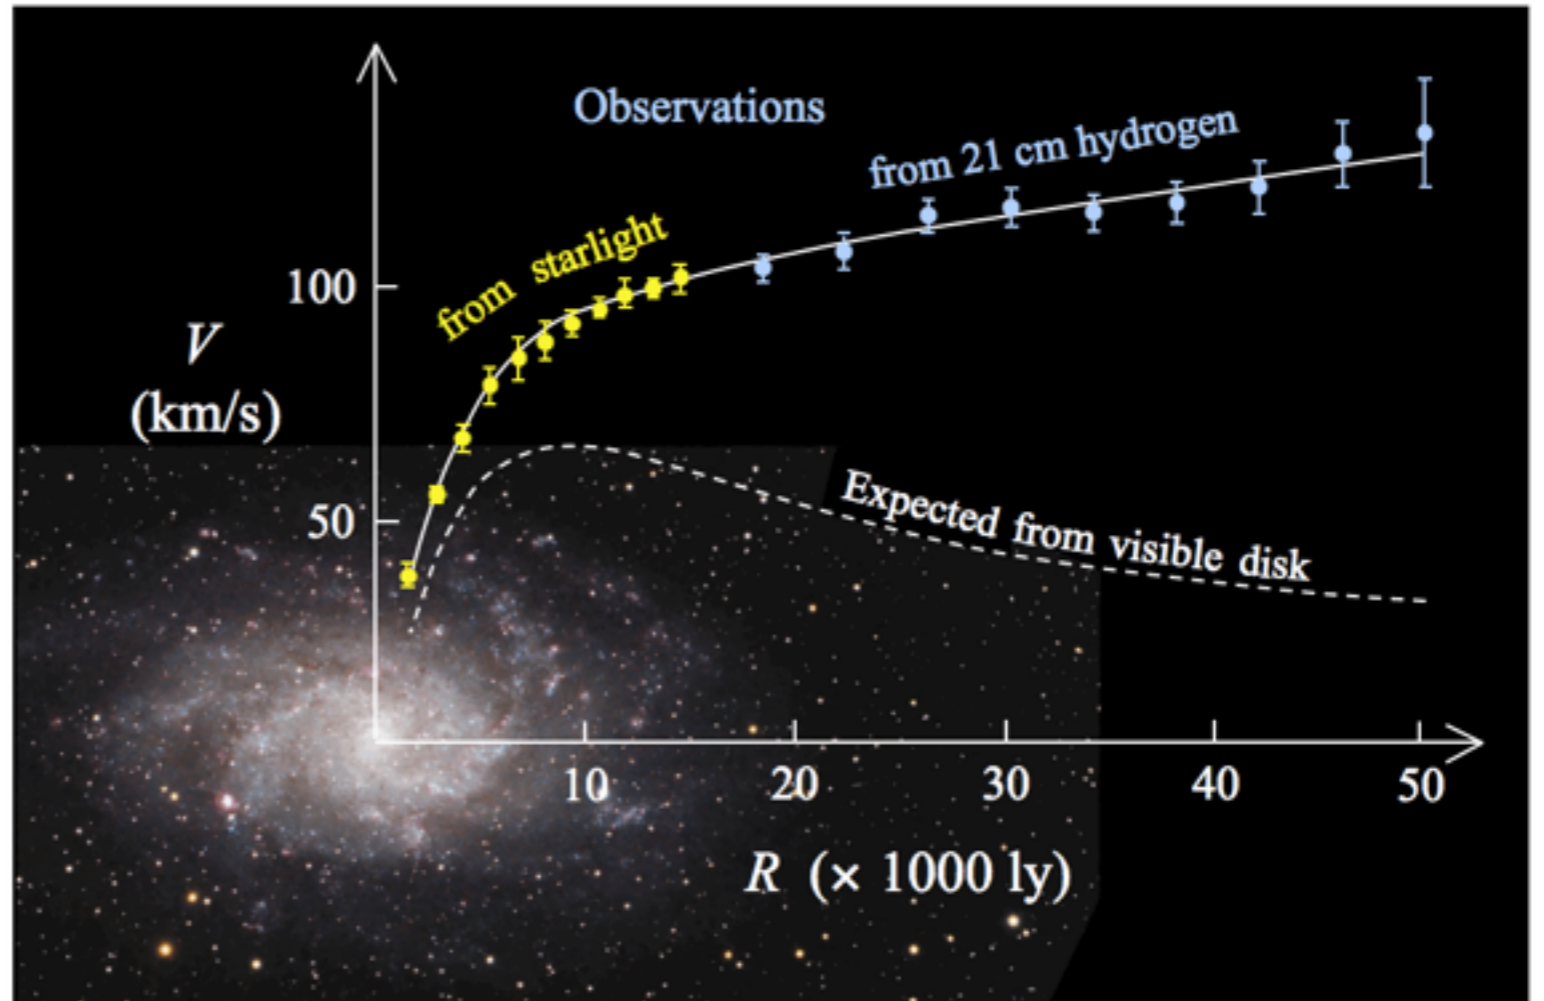 Observations
from 21 cm hydrogen
from starlight
100
V
(km/s)
50
Expected from visible disk
10
20
30
40
50
R (× 1000 ly)